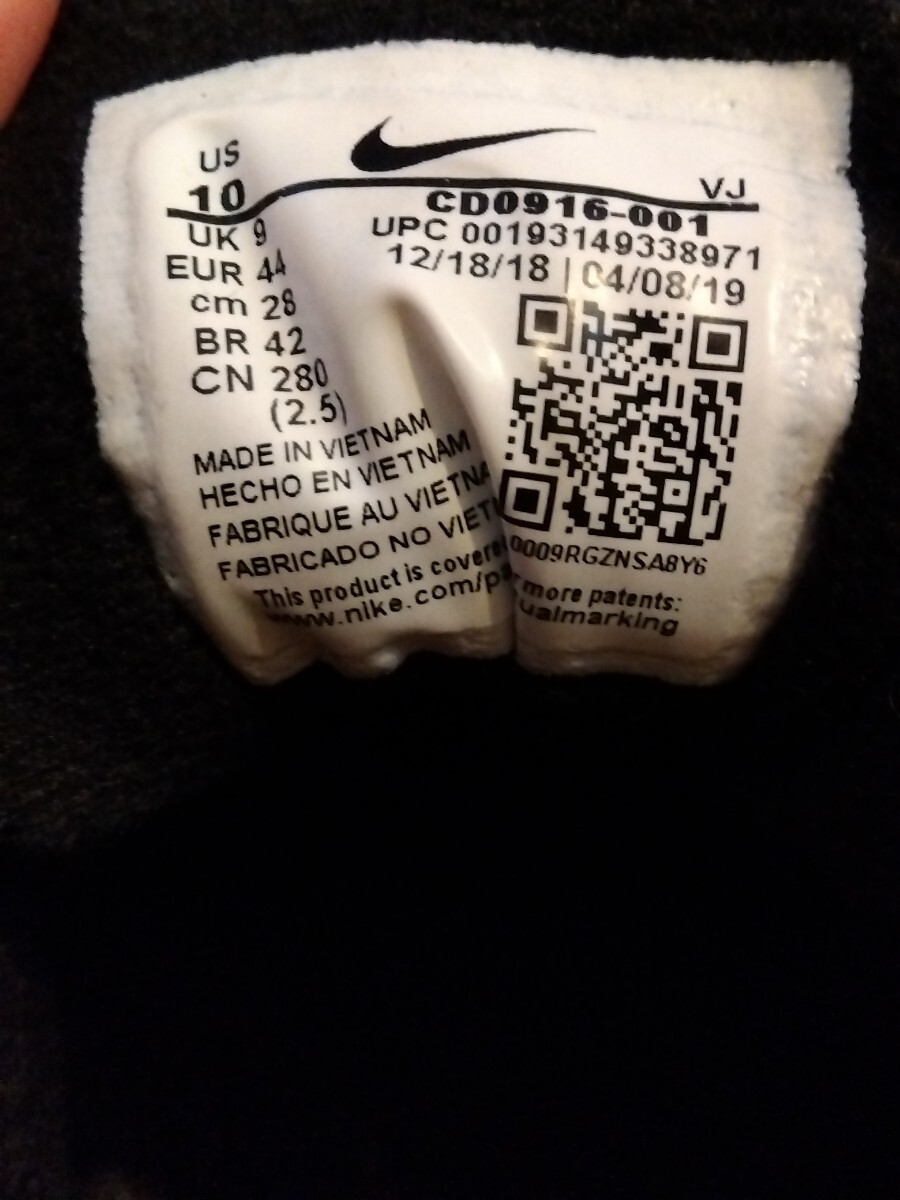 US
10
VJ
CD0916-001
UK 9
UPC 00193149338971
EUR 44
12/18/18 | 04/08/19
cm 28
BR 42
CN 280
(2.5)
MADE IN VIETNAM
HECHO EN VIETNAM
FABRIQUE AU VIETNA
FABRICADO NO VIET
0009RGZNSA8Y6
This product is covere
r more patents:
www.nike.com/pa
ualmarking